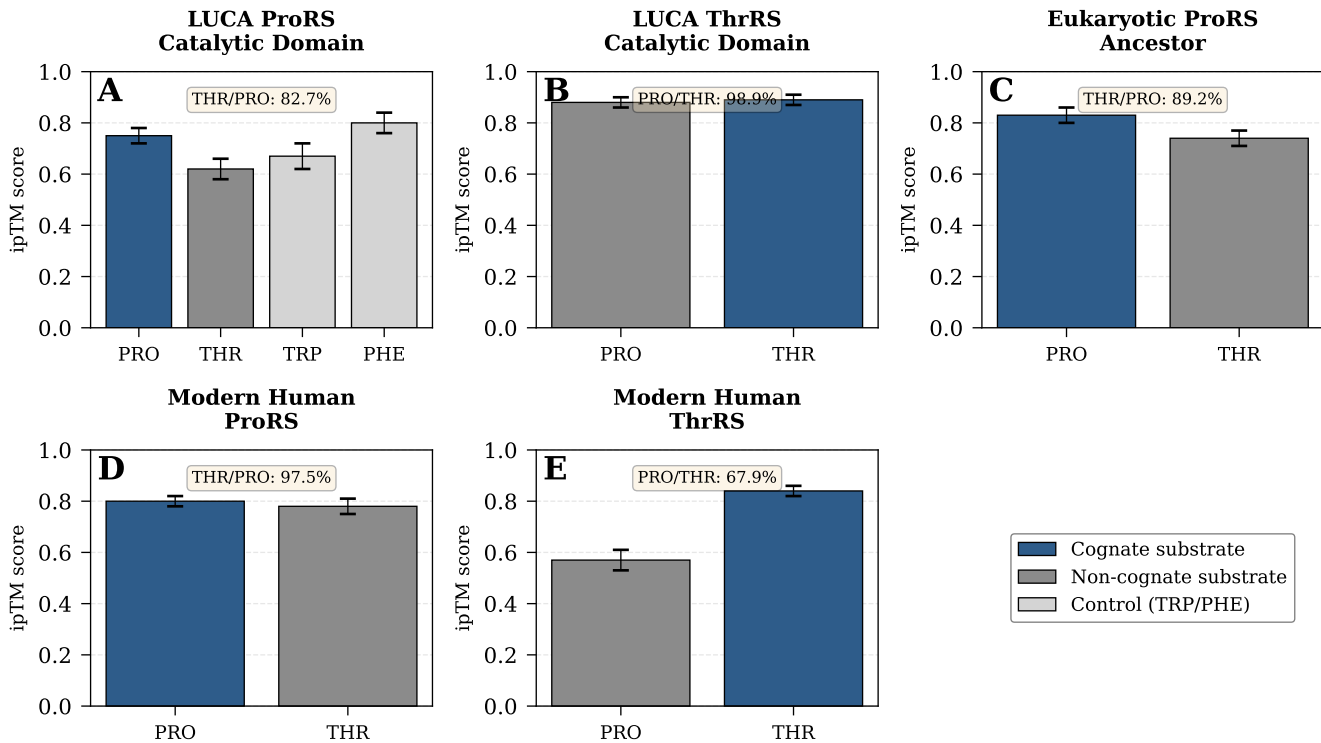 LUCA ProRS
Catalytic Domain
A
THR/PRO: 82.7%
1.0
0.8
0.6
0.4
0.2
0.0
ipTM score
PRO THR TRP PHE
LUCA ThrRS
Catalytic Domain
B
PRO/THR: 98.9%
1.0
0.8
0.6
0.4
0.2
0.0
ipTM score
PRO THR
Eukaryotic ProRS
Ancestor
C
THR/PRO: 89.2%
1.0
0.8
0.6
0.4
0.2
0.0
ipTM score
PRO THR
Modern Human
ProRS
D
THR/PRO: 97.5%
1.0
0.8
0.6
0.4
0.2
0.0
ipTM score
PRO THR
Modern Human
ThrRS
E
PRO/THR: 67.9%
1.0
0.8
0.6
0.4
0.2
0.0
ipTM score
PRO THR
Cognate substrate
Non-cognate substrate
Control (TRP/PHE)